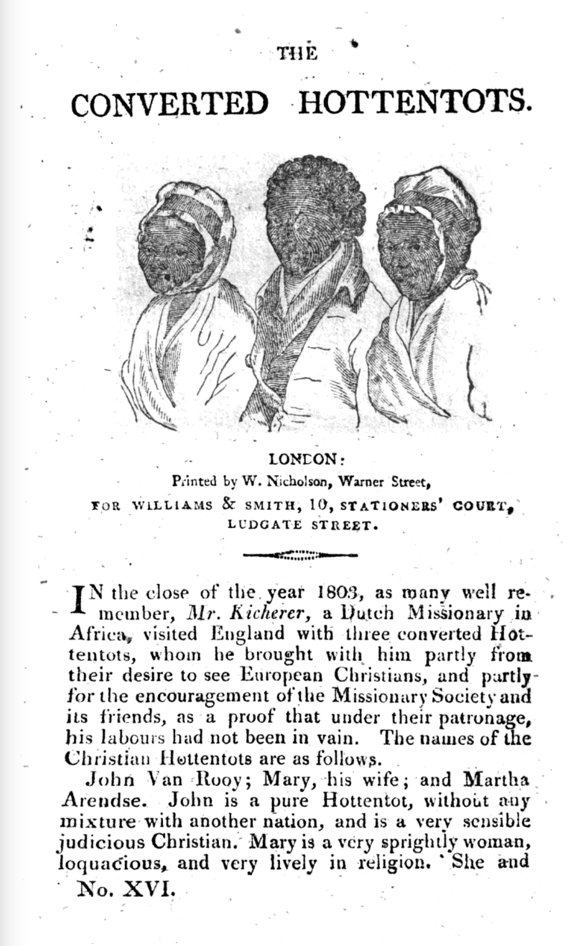 THE
CONVERTED HOTTENTOTS.
LONDON:
Printed by W. Nicholson, Warner Street,
FOR WILLIAMS & SMITH, 10, STATIONERS' COURT,
LUDGATE STREET.
IN the close of the year 1803, as many well re-
member, Mr. Kicherer, a Dutch Missionary in
Africa, visited England with three converted Hot-
tentots, whom he brought with him partly from
their desire to see European Christians, and partly
for the encouragement of the Missionary Society and
its friends, as a proof that under their patronage,
his labours had not been in vain. The names of the
Christian Hottentots are as follows.
John Van Rooy; Mary, his wife; and Martha
Arendse. John is a pure Hottentot, without any
mixture with another nation, and is a very sensible
judicious Christian. Mary is a very sprightly woman,
loquacious, and very lively in religion. She and
No. XVI.